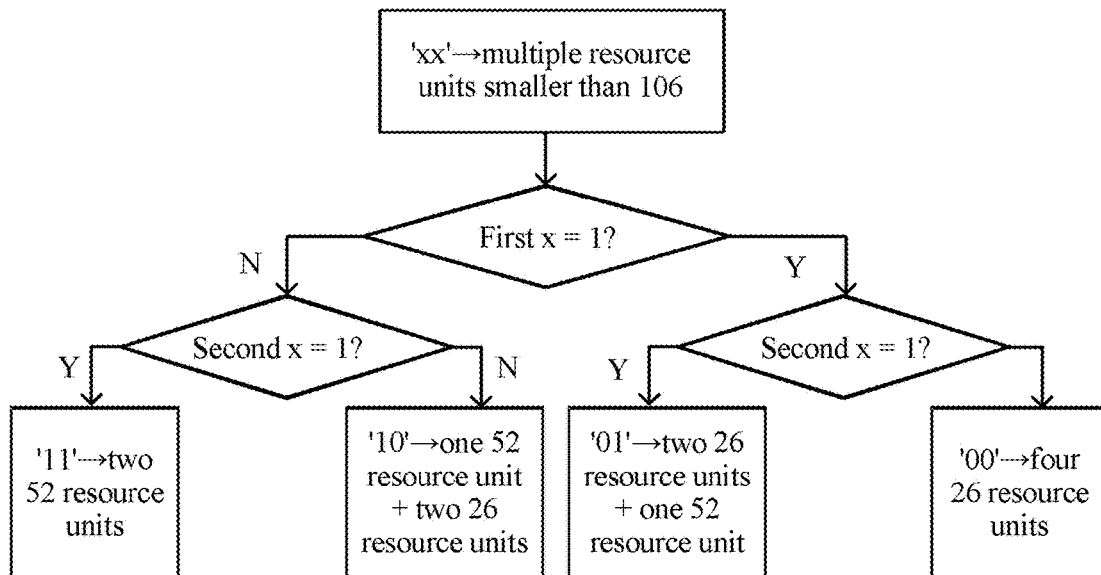 'xx'→multiple resource
units smaller than 106
First x = 1?
N
Y
Second x = 1?
Second x = 1?
Y
N
Y
'11'→two
52 resource
units
'10'→one 52
resource unit
+ two 26
resource units
'01'→two 26
resource units
+ one 52
resource unit
'00'→four
26 resource
units